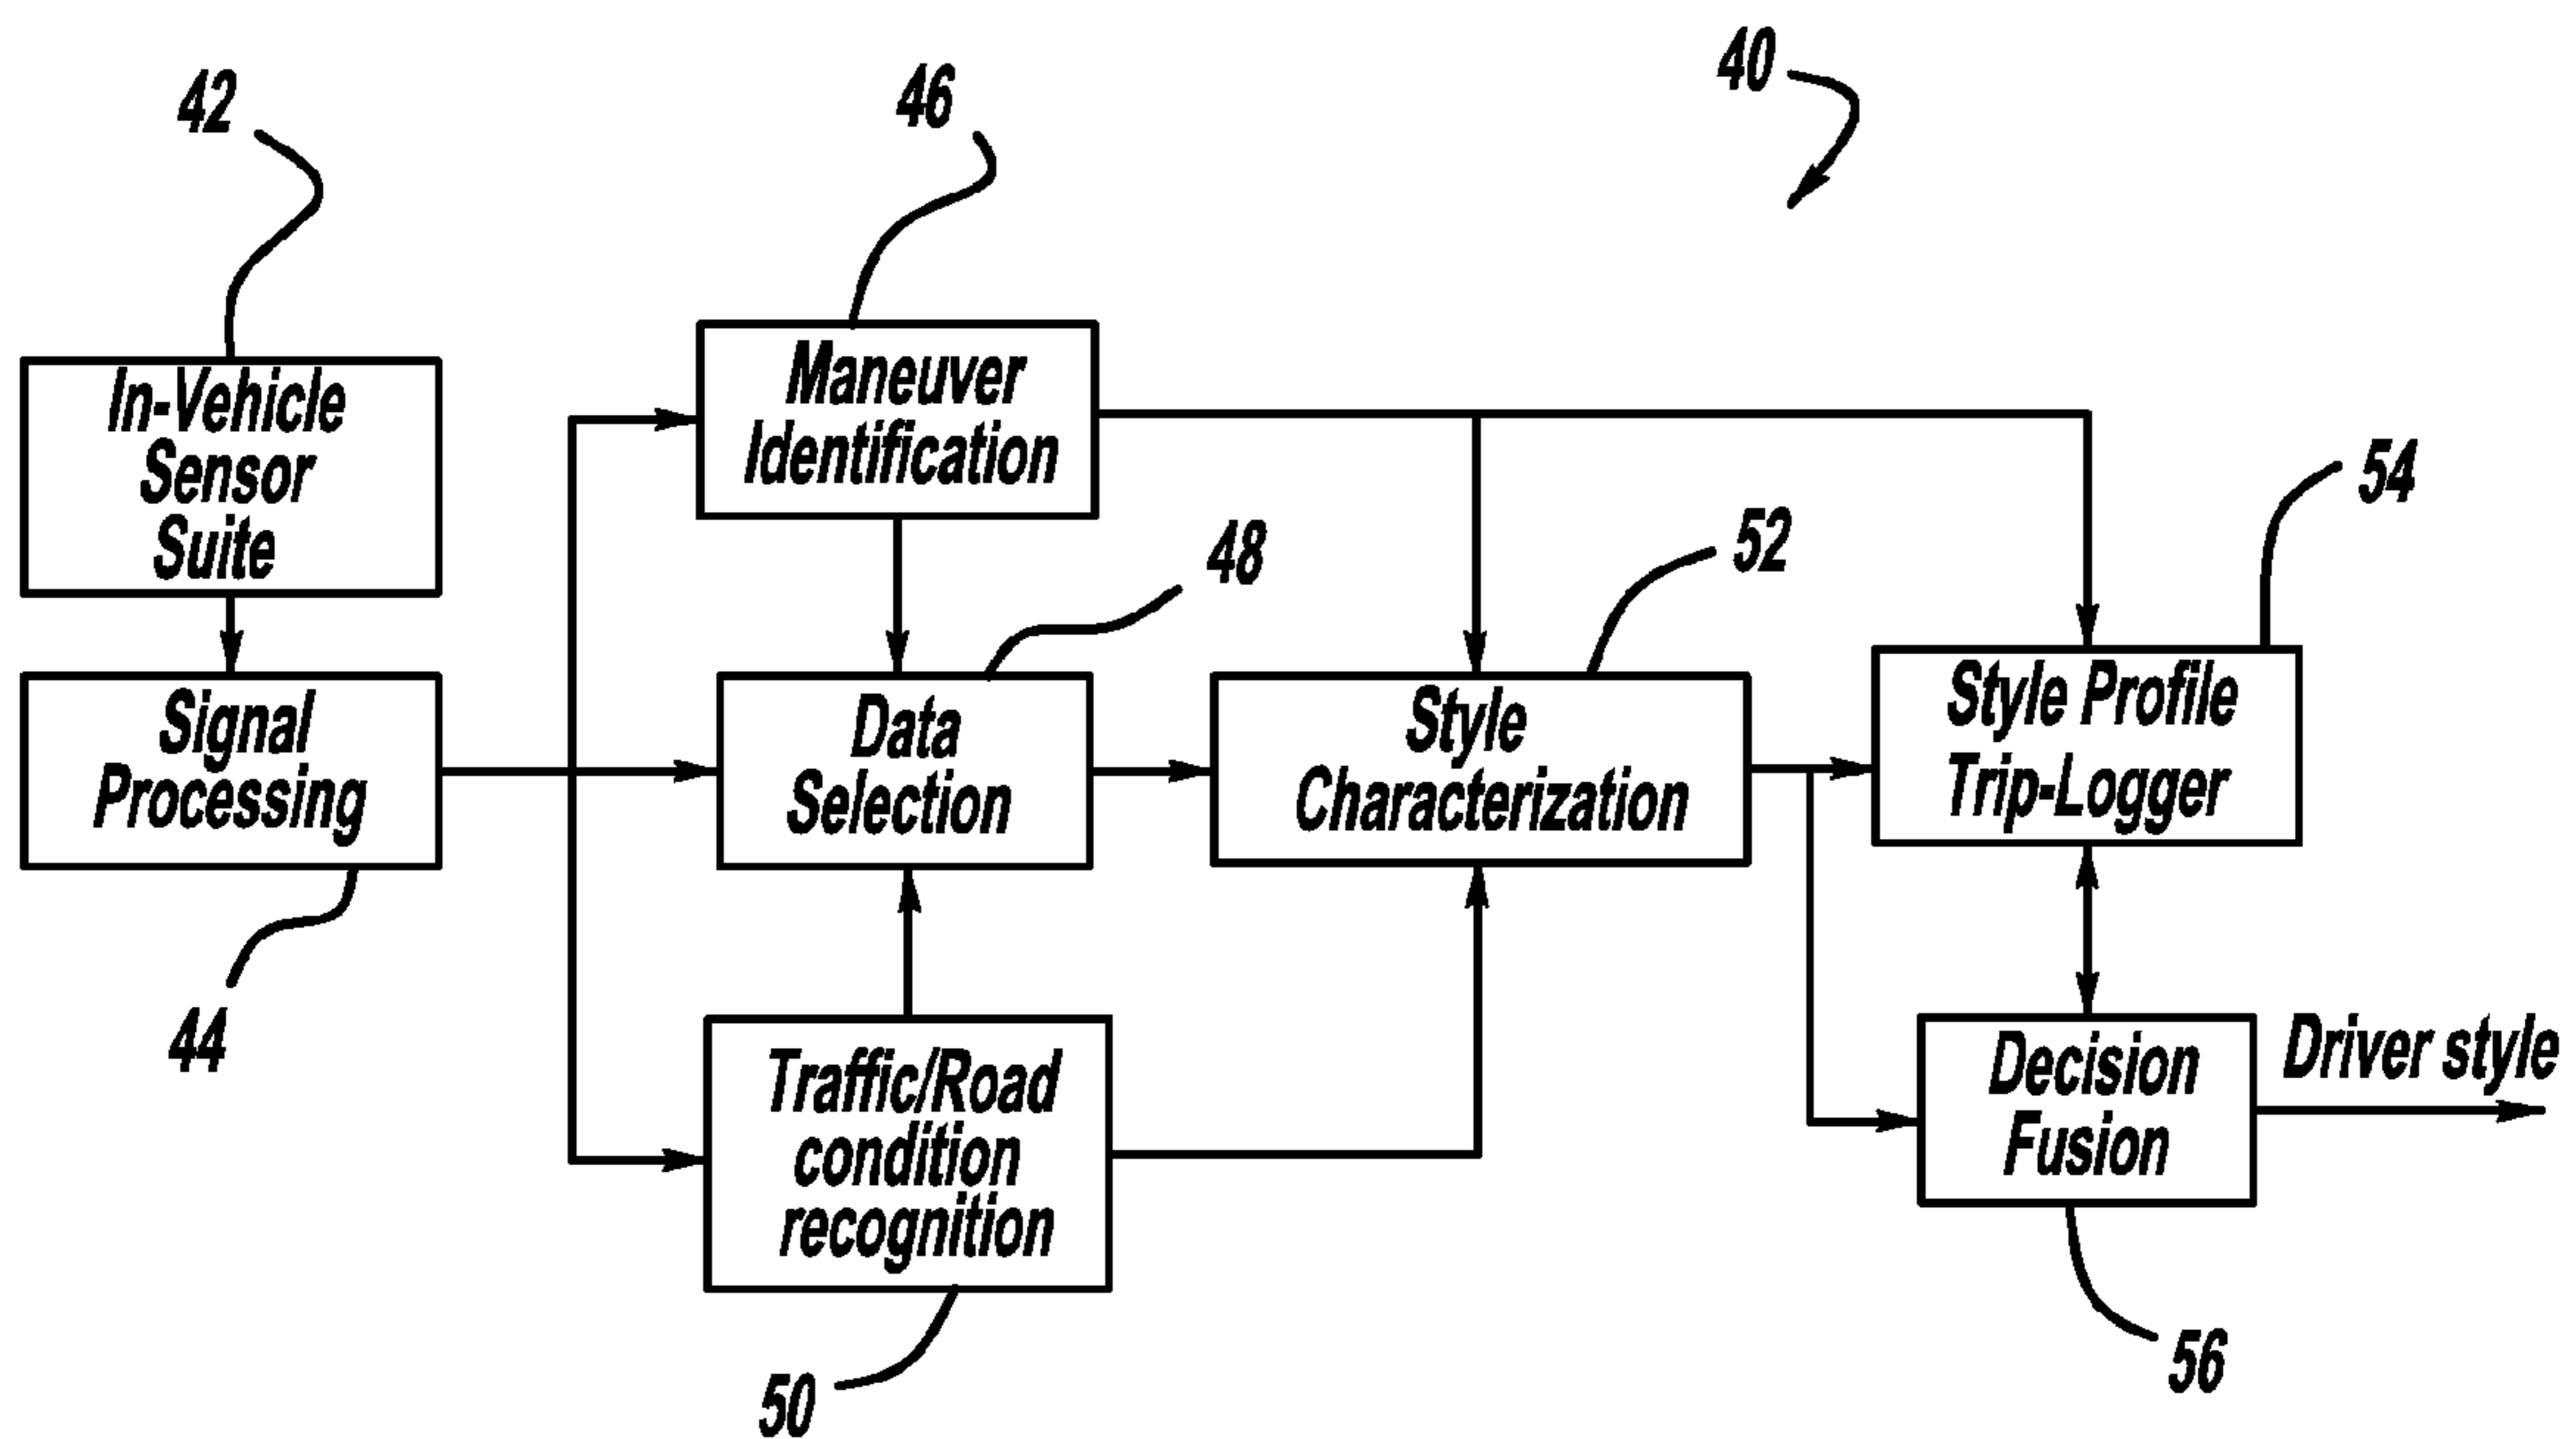 40
42
46
In-Vehicle
Sensor
Suite
Maneuver
Identification
54
48
52
Signal
Processing
Data
Selection
Style
Characterization
Style Profile
Trip-Logger
44
Traffic/Road
condition
recognition
Decision
Fusion
Driver style
50
56